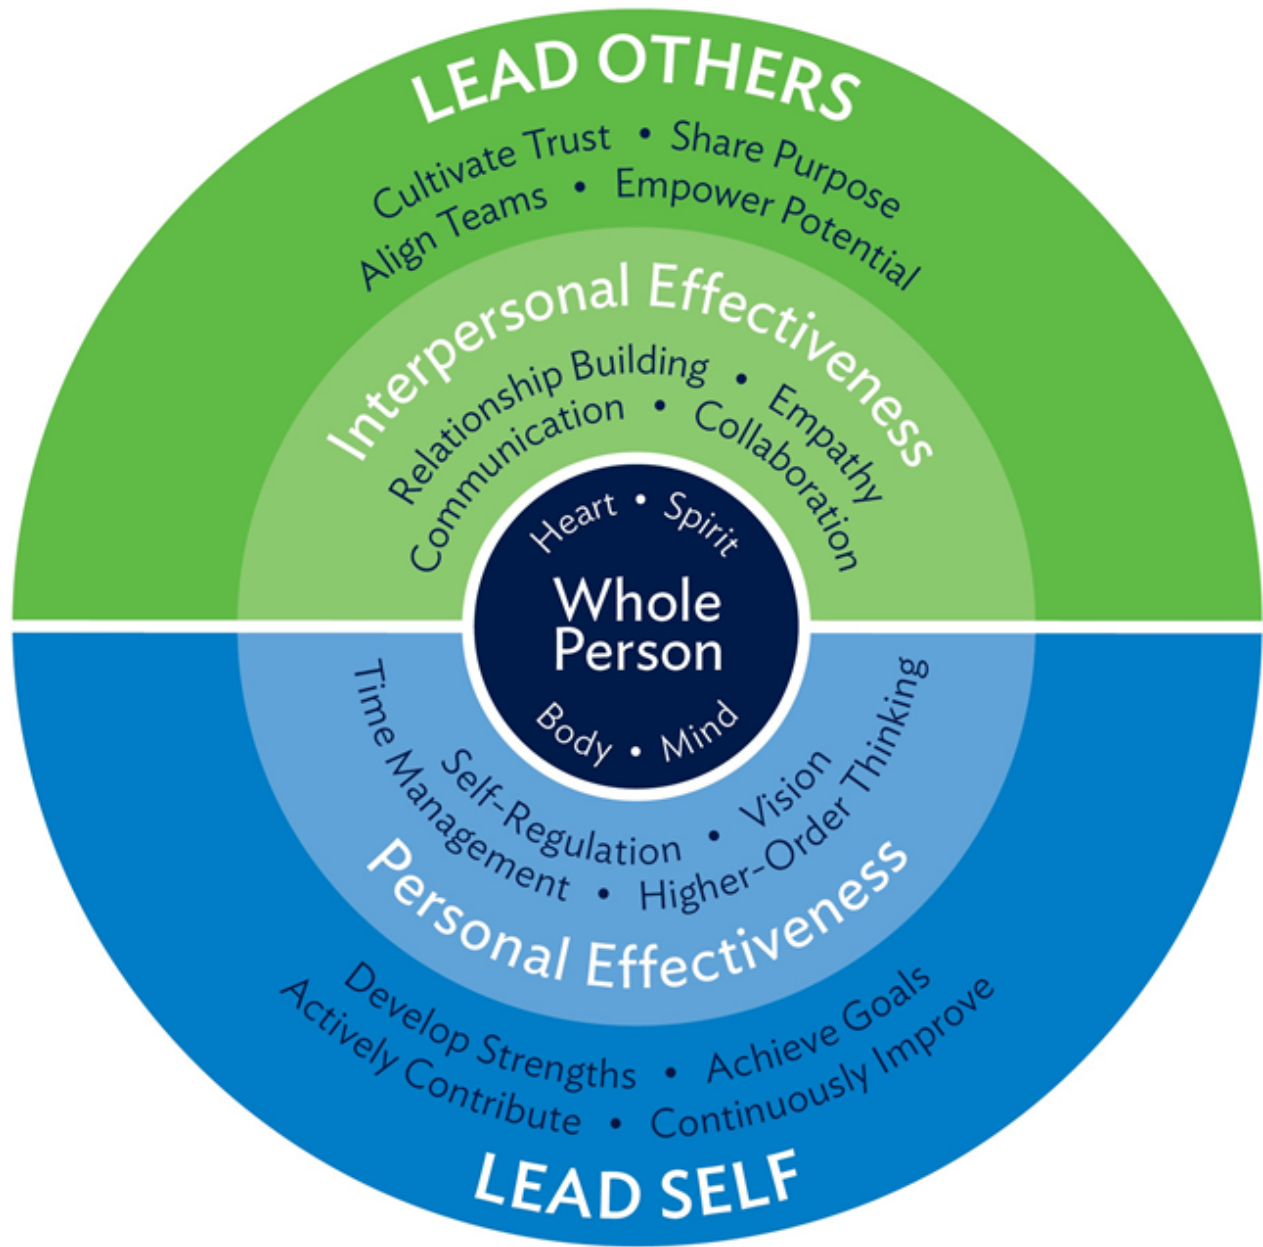 LEAD OTHERS
Cultivate Trust • Share Purpose
Align Teams • Empower Potential
Interpersonal Effectiveness
Relationship Building • Empathy
Communication • Collaboration
Heart • Spirit
Whole
Person
Body • Mind
Self-Regulation • Vision
Time Management • Higher-Order Thinking
Personal Effectiveness
Develop Strengths • Achieve Goals
Actively Contribute • Continuously Improve
LEAD SELF